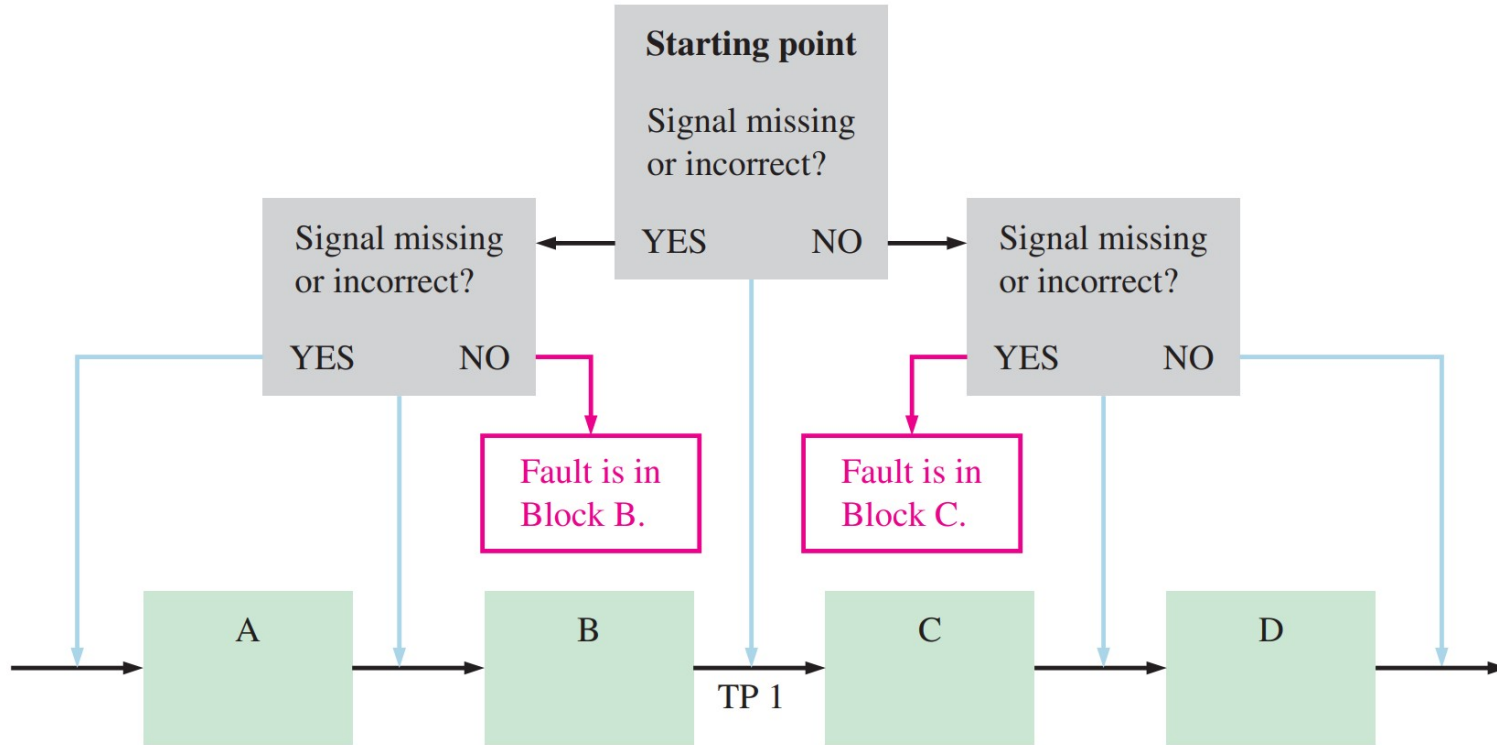 Starting point
Signal missing
or incorrect?
YES NO
Signal missing
or incorrect?
YES NO
Signal missing
or incorrect?
YES NO
Fault is in
Block B.
Fault is in
Block C.
A
B
C
D
TP 1